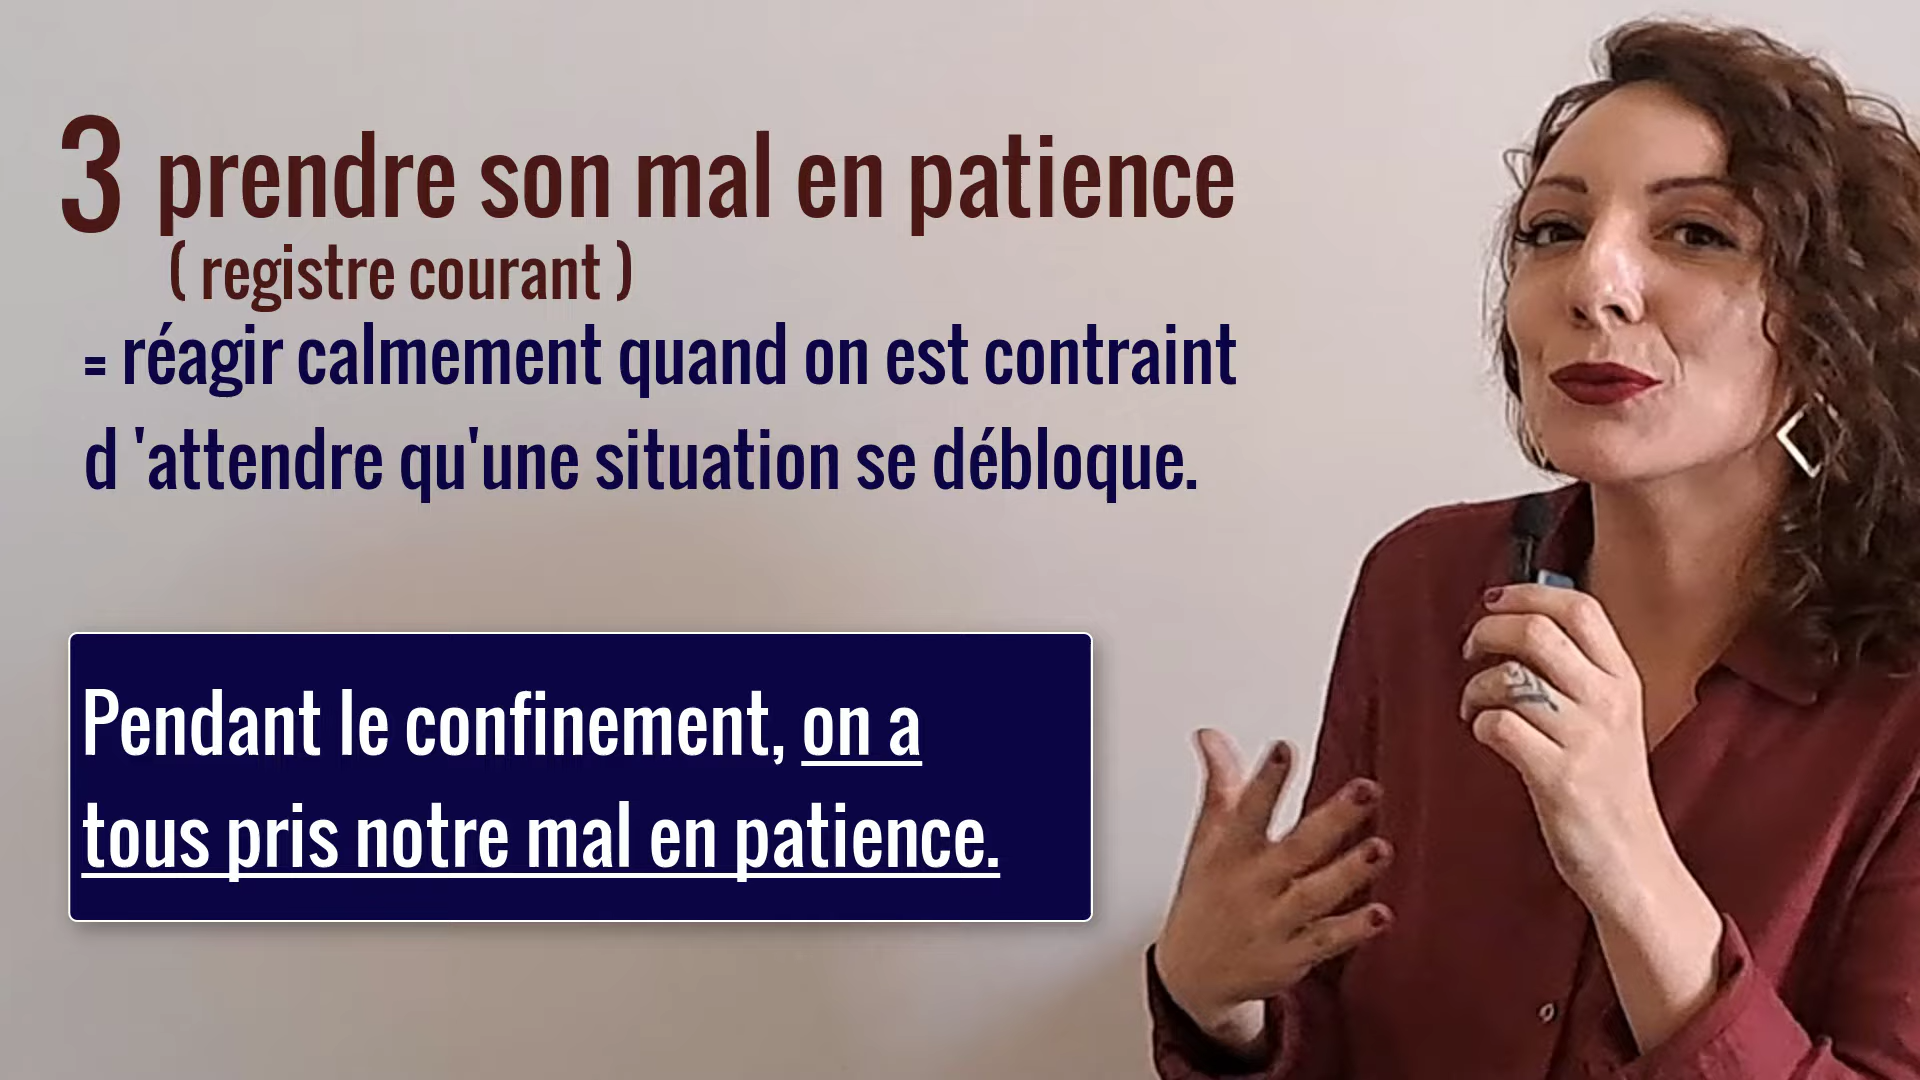 3 prendre son mal en patience
( registre courant )
= réagir calmement quand on est contraint
d 'attendre qu'une situation se débloque.
Pendant le confinement, on a
tous pris notre mal en patience.